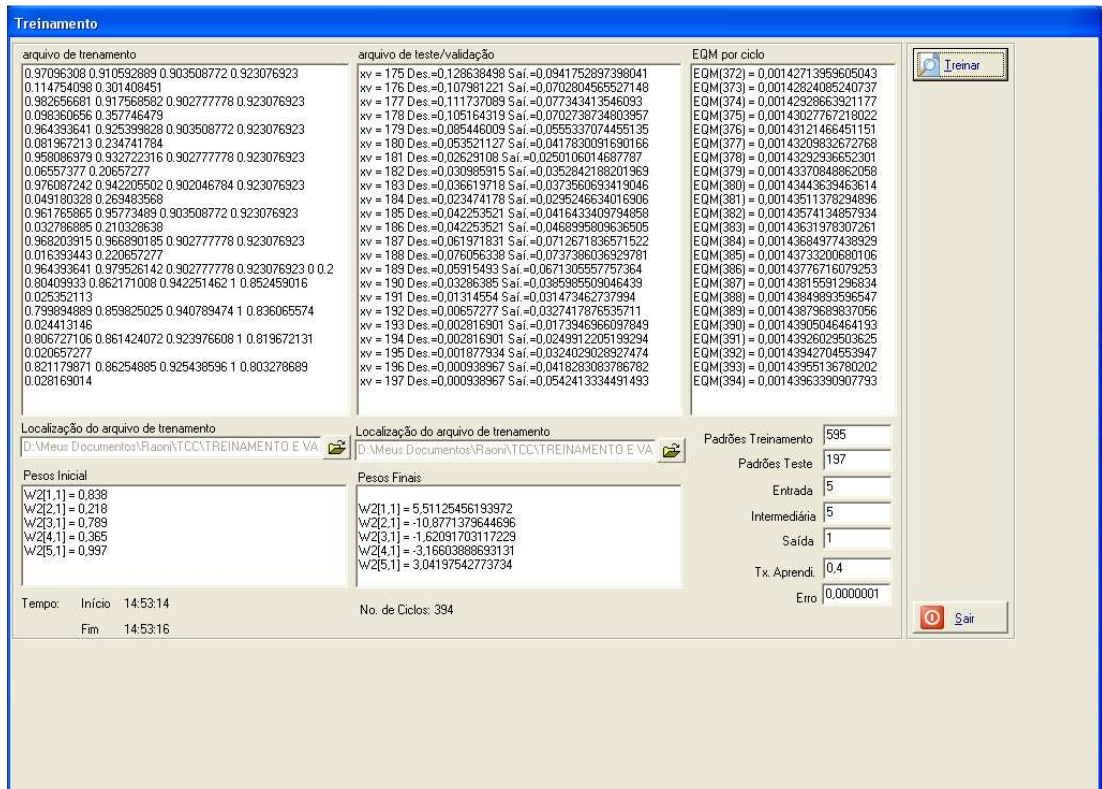 Treinamento
arquivo de trenamento
0.97096308 0.910592889 0.903508772 0.923076923
0.114754098 0.301408451
0.982656681 0.917568582 0.902777778 0.923076923
0.098360656 0.357746479
0.964393641 0.925399828 0.903508772 0.923076923
0.081967213 0.234741784
0.958086979 0.932722316 0.902777778 0.923076923
0.06557377 0.20657277
0.976087242 0.942205502 0.902046784 0.923076923
0.049180328 0.269483568
0.961765865 0.95773489 0.903508772 0.923076923
0.032786885 0.210328638
0.968203915 0.966890185 0.902777778 0.923076923
0.016393443 0.220657277
0.964393641 0.979526142 0.902777778 0.923076923 0 0.2
0.80409933 0.862171008 0.942251462 1 0.852459016
0.025352113
0.799894889 0.859825025 0.940789474 1 0.836065574
0.024413146
0.806727106 0.861424072 0.923976608 1 0.819672131
0.020657277
0.821179871 0.86254885 0.925438596 1 0.803278689
0.028169014
arquivo de teste/validação
xv = 175 Des.=0,128638498 Saí.=0,0941752897398041
xv = 176 Des.=0,107981221 Saí.=0,0702804565527148
xv = 177 Des.=0,111737089 Saí.=0,077343413546093
xv = 178 Des.=0,105164319 Saí.=0,0702738734803957
xv = 179 Des.=0,085446009 Saí.=0,0555337074455135
xv = 180 Des.=0,053521127 Saí.=0,0417830091690166
xv = 181 Des.=0,02629108 Saí.=0,0250106014687787
xv = 182 Des.=0,030985915 Saí.=0,0352842188201969
xv = 183 Des.=0,036619718 Saí.=0,0373560693419046
xv = 184 Des.=0,023474178 Saí.=0,0295246634016906
xv = 185 Des.=0,042253521 Saí.=0,0416433409794858
xv = 186 Des.=0,042253521 Saí.=0,0468995809636505
xv = 187 Des.=0,061971831 Saí.=0,0712671836571522
xv = 188 Des.=0,076056338 Saí.=0,0737386036929781
xv = 189 Des.=0,05915493 Saí.=0,0671305557757364
xv = 190 Des.=0,03286385 Saí.=0,0385985509046439
xv = 191 Des.=0,01314554 Saí.=0,031473462737994
xv = 192 Des.=0,00657277 Saí.=0,0327417876535711
xv = 193 Des.=0,002816901 Saí.=0,0173946966097849
xv = 194 Des.=0,002816901 Saí.=0,0249912205199294
xv = 195 Des.=0,001877934 Saí.=0,0324029028927474
xv = 196 Des.=0,000938967 Saí.=0,0418283083786782
xv = 197 Des.=0,000938967 Saí.=0,0542413334491493
EQM por ciclo
EQM(372) = 0,00142713959605043
EQM(373) = 0,00142824085240737
EQM(374) = 0,00142928663921177
EQM(375) = 0,00143027767218022
EQM(376) = 0,00143121466451151
EQM(377) = 0,00143209832672768
EQM(378) = 0,00143292936652301
EQM(379) = 0,00143370848862058
EQM(380) = 0,00143443639463614
EQM(381) = 0,00143511378294896
EQM(382) = 0,00143574134857934
EQM(383) = 0,00143631978307261
EQM(384) = 0,00143684977438929
EQM(385) = 0,00143733200680106
EQM(386) = 0,00143776716079253
EQM(387) = 0,00143815591296834
EQM(388) = 0,00143849893596547
EQM(389) = 0,00143879689837056
EQM(390) = 0,00143905046464193
EQM(391) = 0,00143926029503625
EQM(392) = 0,00143942704553947
EQM(393) = 0,00143955136780202
EQM(394) = 0,00143963390907793
Treinar
Localização do arquivo de trenamento
D:\Meus Documentos\Raoni\TCC\TREINAMENTO E VA
Localização do arquivo de trenamento
D:\Meus Documentos\Raoni\TCC\TREINAMENTO E VA
Pesos Inicial
W2[1,1] = 0,838
W2[2,1] = 0,218
W2[3,1] = 0,789
W2[4,1] = 0,365
W2[5,1] = 0,997
Pesos Finais
W2[1,1] = 5,51125456193972
W2[2,1] = -10,8771379644696
W2[3,1] = -1,62091703117229
W2[4,1] = -3,16603888693131
W2[5,1] = 3,04197542773734
Padrões Treinamento 595
Padrões Teste 197
Entrada 5
Intermediária 5
Saída 1
Tx. Aprendi. 0,4
Erro 0,0000001
Tempo: Início 14:53:14
Fim 14:53:16
No. de Ciclos: 394
Sair